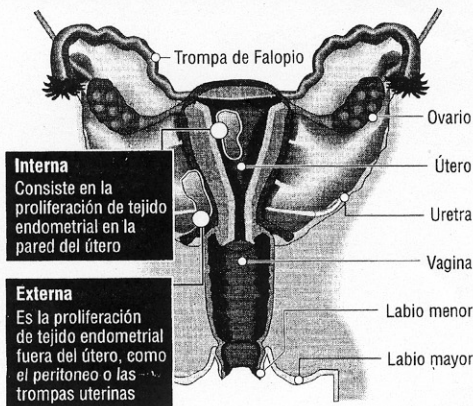 Trompa de Falopio
Ovario
Útero
Uretra
Vagina
Labio menor
Labio mayor
Interna
Consiste en la
proliferación de tejido
endometrial en la
pared del útero
Externa
Es la proliferación
de tejido endometrial
fuera del útero, como
el peritoneo o las
trompas uterinas